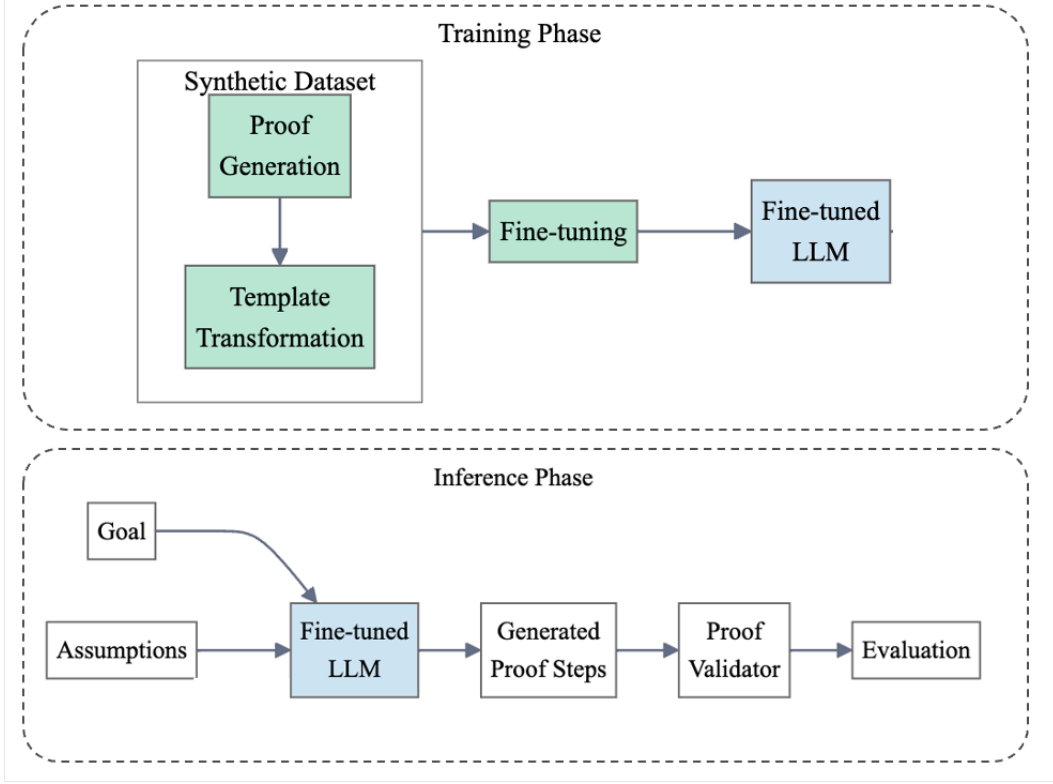 Training Phase
Synthetic Dataset
Proof
Generation
Template
Transformation
Fine-tuning
Fine-tuned
LLM
Inference Phase
Goal
Assumptions
Fine-tuned
LLM
Generated
Proof Steps
Proof
Validator
Evaluation